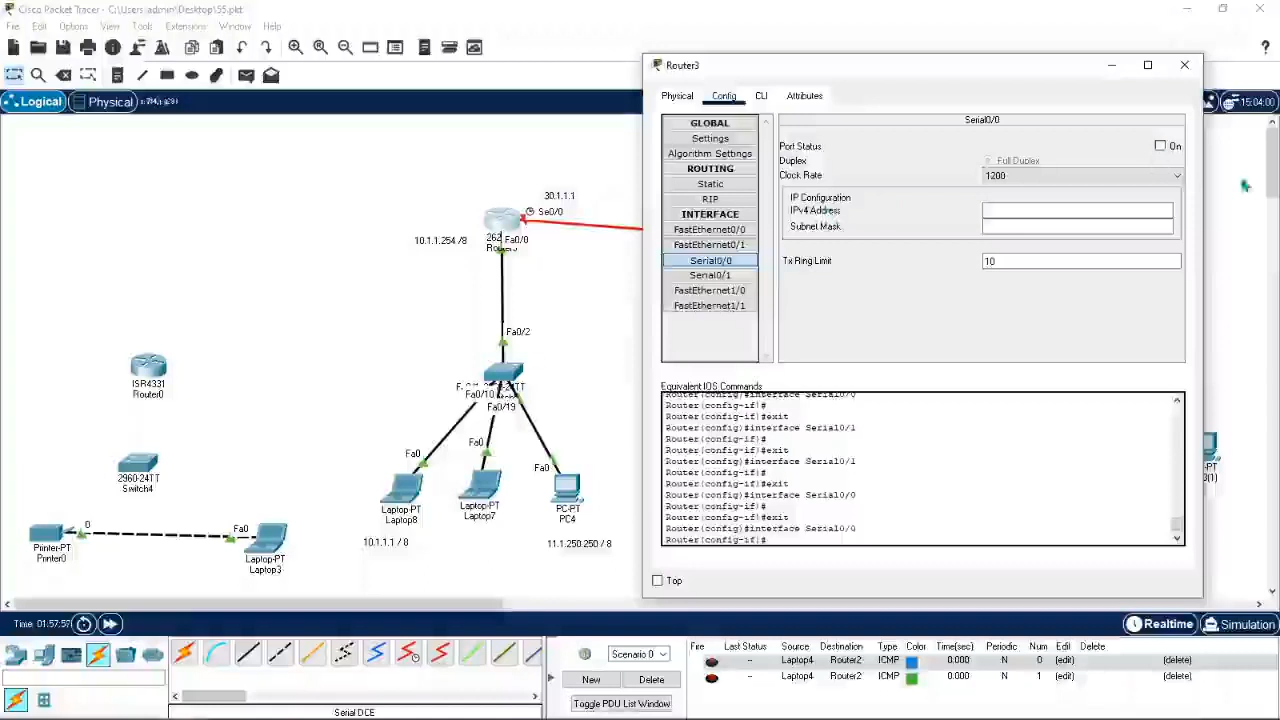 Cisco Packet Tracer - C:\Users\admin\Desktop\55.pkt
File Edit Options View Tools Extensions Window Help
Logical Physical
15:04:00
Router3
Physical Config CLI Attributes
GLOBAL
Settings
Algorithm Settings
ROUTING
Static
RIP
INTERFACE
FastEthernet0/0
FastEthernet0/1
Serial0/0
Serial0/1
FastEthernet1/0
FastEthernet1/1
Serial0/0
Port Status On
Duplex Full Duplex
Clock Rate 1200
IP Configuration
IPv4 Address
Subnet Mask
Tx Ring Limit 10
Equivalent IOS Commands
Router(config)#interface Serial0/0
Router(config-if)#
Router(config-if)#exit
Router(config)#interface Serial0/1
Router(config-if)#
Router(config-if)#exit
Router(config)#interface Serial0/1
Router(config-if)#
Router(config-if)#exit
Router(config)#interface Serial0/0
Router(config-if)#
Router(config-if)#exit
Router(config)#interface Serial0/0
Router(config-if)#
Top
30.1.1.1
Se0/0
10.1.1.254 /8
Fa0/0
Fa0/2
Fa0/10
Fa0/19
ISR4331
Router0
2960-24TT
Switch4
Fa0
Fa0
Fa0
Laptop-PT
Laptop8
Laptop-PT
Laptop7
PC-PT
PC4
10.1.1.1 / 8
11.1.250.250 / 8
0
Fa0
Printer-PT
Printer0
Laptop-PT
Laptop3
Time: 01:57:57
Realtime Simulation
Scenario 0
New Delete
Toggle PDU List Window
Serial DCE
Fire Last Status Source Destination Type Color Time(sec) Periodic Num Edit Delete
-- Laptop4 Router2 ICMP 0.000 N 0 (edit) (delete)
-- Laptop4 Router2 ICMP 0.000 N 1 (edit) (delete)